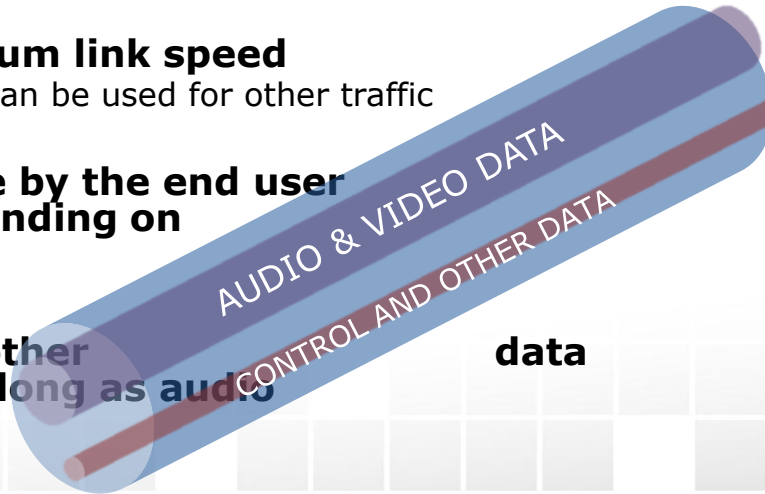 um link speed
an be used for other traffic
e by the end user
nding on
AUDIO & VIDEO DATA
CONTROL AND OTHER DATA
ther data
long as audio